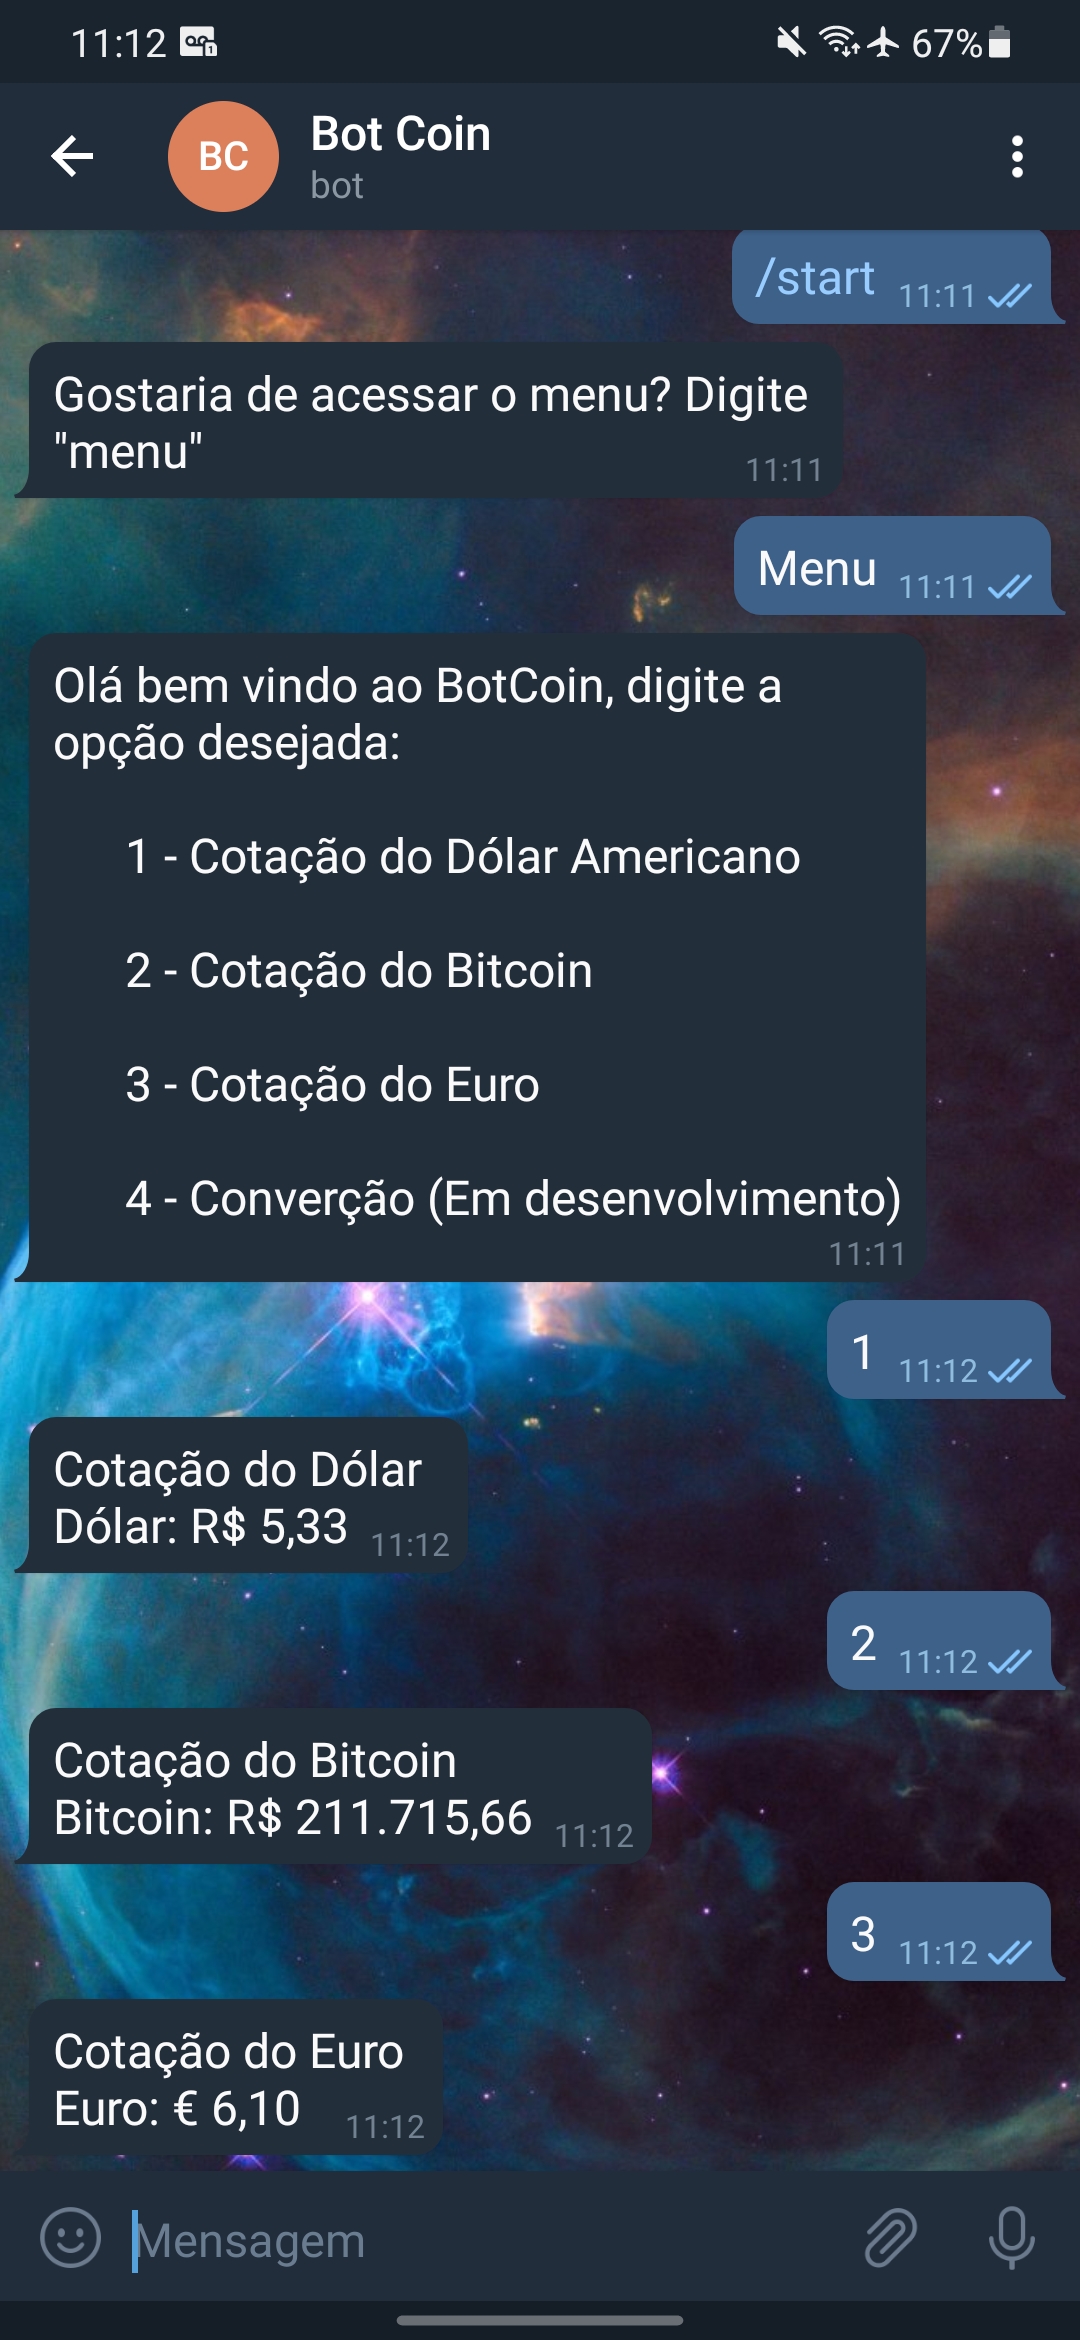 11:12
67%
BC
Bot Coin
bot
/start 11:11
Gostaria de acessar o menu? Digite
"menu"
11:11
Menu 11:11
Olá bem vindo ao BotCoin, digite a
opção desejada:
1 - Cotação do Dólar Americano
2 - Cotação do Bitcoin
3 - Cotação do Euro
4 - Converção (Em desenvolvimento)
11:11
1 11:12
Cotação do Dólar
Dólar: R$ 5,33 11:12
2 11:12
Cotação do Bitcoin
Bitcoin: R$ 211.715,66 11:12
3 11:12
Cotação do Euro
Euro: € 6,10 11:12
Mensagem